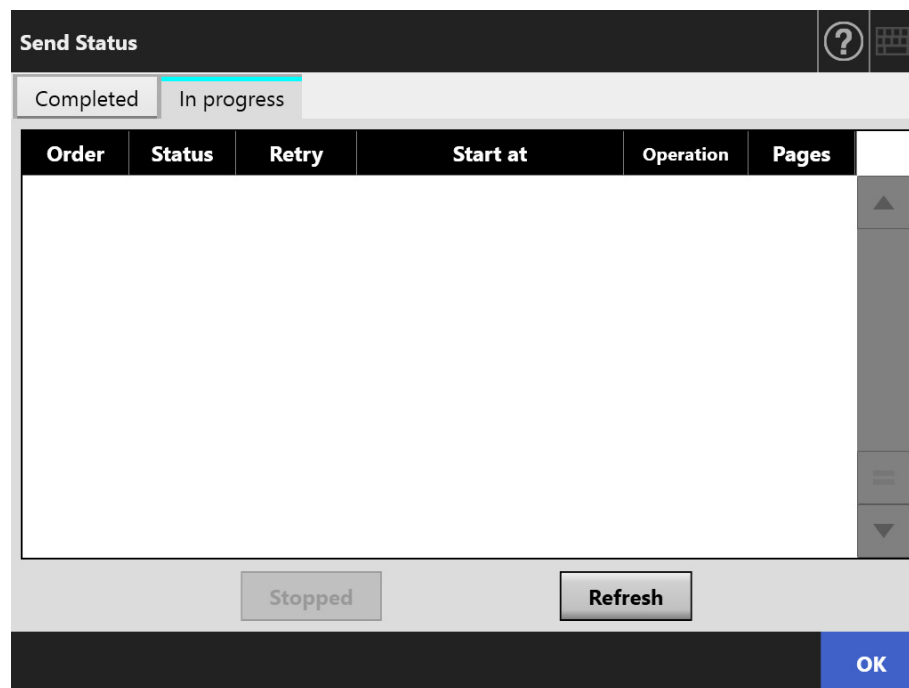 Send Status
?
Completed In progress
Order Status Retry Start at Operation Pages
Stopped Refresh
OK